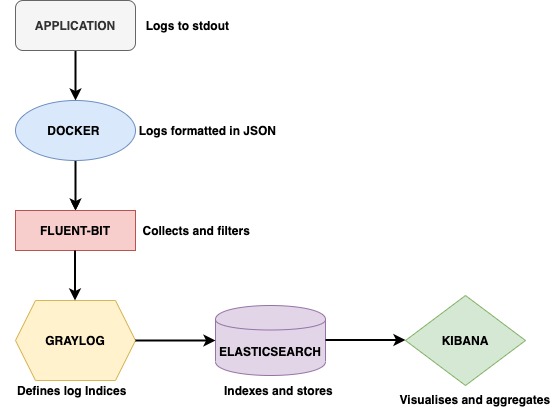 APPLICATION
Logs to stdout
DOCKER
Logs formatted in JSON
FLUENT-BIT
Collects and filters
GRAYLOG
Defines log Indices
ELASTICSEARCH
Indexes and stores
KIBANA
Visualises and aggregates